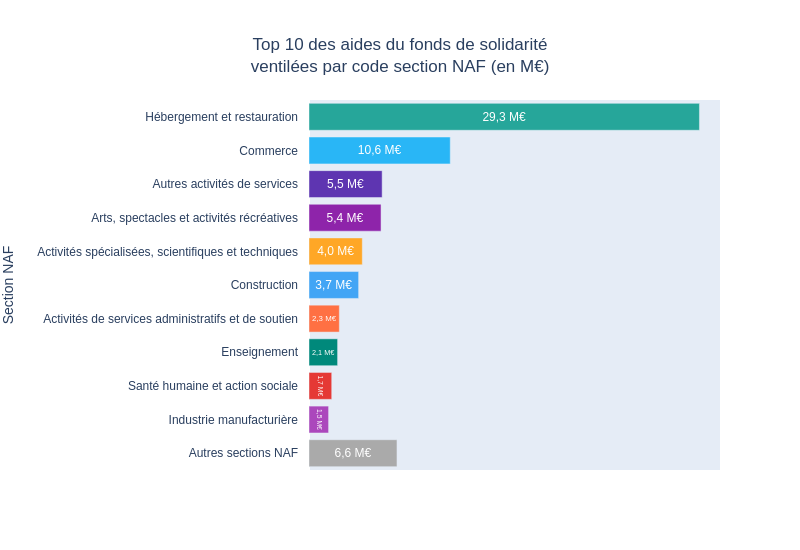 Top 10 des aides du fonds de solidarité
ventilées par code section NAF (en M€)
Section NAF
Hébergement et restauration 29,3 M€
Commerce 10,6 M€
Autres activités de services 5,5 M€
Arts, spectacles et activités récréatives 5,4 M€
Activités spécialisées, scientifiques et techniques 4,0 M€
Construction 3,7 M€
Activités de services administratifs et de soutien 2,3 M€
Enseignement 2,1 M€
Santé humaine et action sociale 1,7 M€
Industrie manufacturière 1,5 M€
Autres sections NAF 6,6 M€